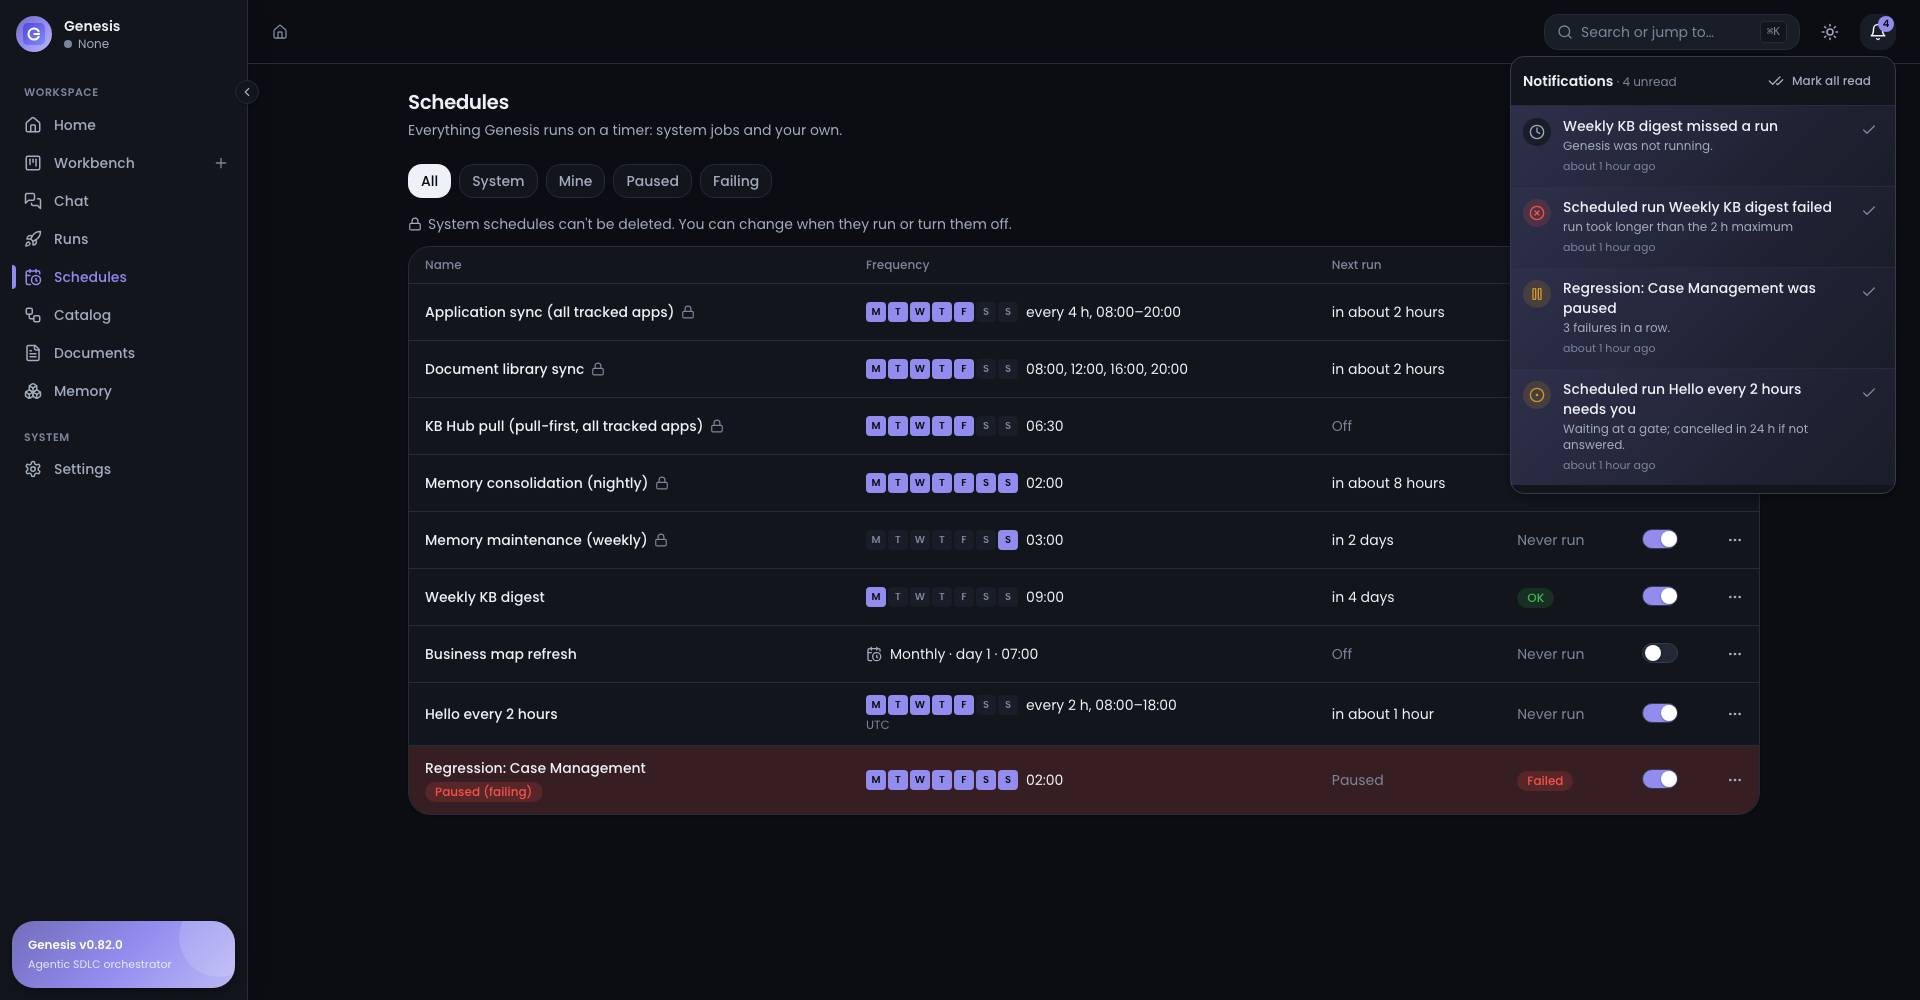 Genesis
None
WORKSPACE
Home
Workbench
Chat
Runs
Schedules
Catalog
Documents
Memory
SYSTEM
Settings
Genesis v0.82.0
Agentic SDLC orchestrator
Search or jump to...
⌘K
4
Schedules
Everything Genesis runs on a timer: system jobs and your own.
All
System
Mine
Paused
Failing
System schedules can't be deleted. You can change when they run or turn them off.
Name Frequency Next run
Application sync (all tracked apps) M T W T F S S every 4 h, 08:00–20:00 in about 2 hours
Document library sync M T W T F S S 08:00, 12:00, 16:00, 20:00 in about 2 hours
KB Hub pull (pull-first, all tracked apps) M T W T F S S 06:30 Off
Memory consolidation (nightly) M T W T F S S 02:00 in about 8 hours
Memory maintenance (weekly) M T W T F S S 03:00 in 2 days Never run
Weekly KB digest M T W T F S S 09:00 in 4 days OK
Business map refresh Monthly · day 1 · 07:00 Off Never run
Hello every 2 hours M T W T F S S every 2 h, 08:00–18:00 in about 1 hour Never run
UTC
Regression: Case Management M T W T F S S 02:00 Paused Failed
Paused (failing)
Notifications · 4 unread
Mark all read
Weekly KB digest missed a run
Genesis was not running.
about 1 hour ago
Scheduled run Weekly KB digest failed
run took longer than the 2 h maximum
about 1 hour ago
Regression: Case Management was
paused
3 failures in a row.
about 1 hour ago
Scheduled run Hello every 2 hours
needs you
Waiting at a gate; cancelled in 24 h if not
answered.
about 1 hour ago